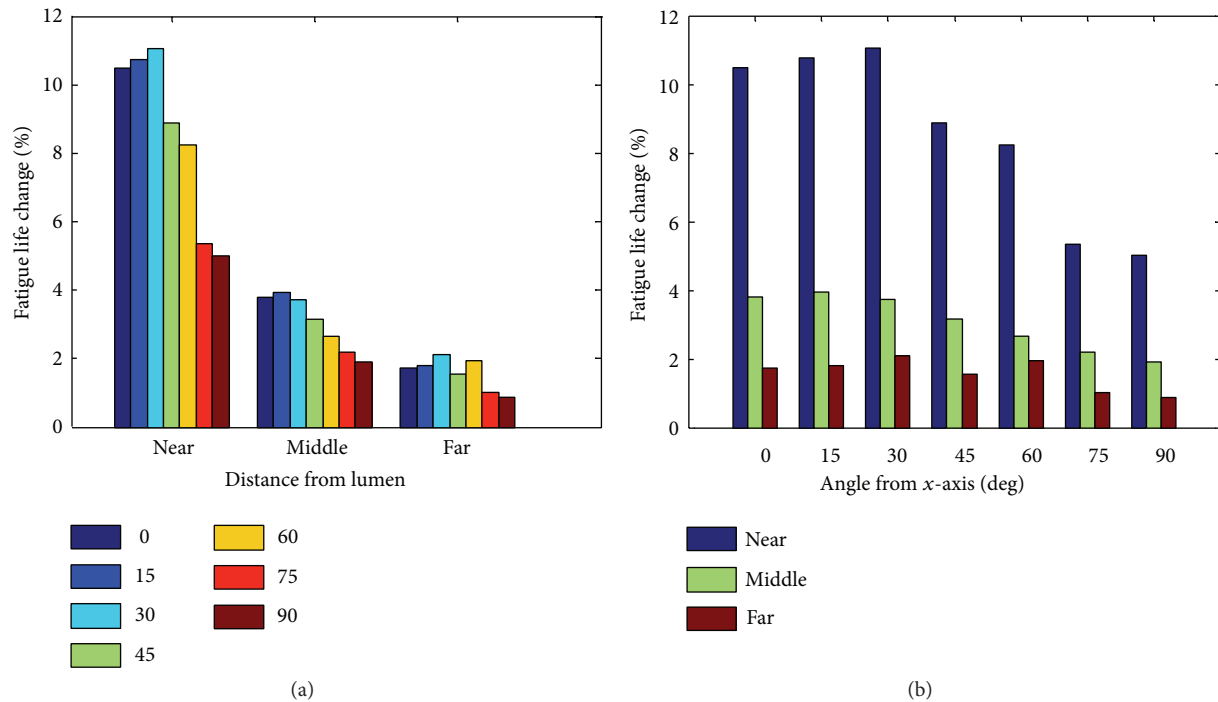 12
10
8
6
4
2
0
Fatigue life change (%)
Near Middle Far
Distance from lumen
0
15
30
45
60
75
90
(a)
12
10
8
6
4
2
0
Fatigue life change (%)
0 15 30 45 60 75 90
Angle from x-axis (deg)
Near
Middle
Far
(b)